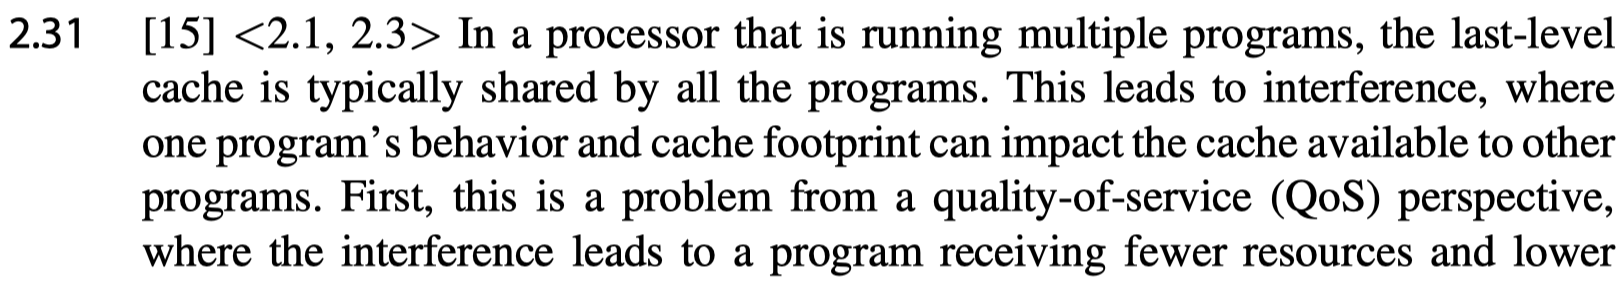 2.31 [15] <2.1, 2.3> In a processor that is running multiple programs, the last-level
cache is typically shared by all the programs. This leads to interference, where
one program’s behavior and cache footprint can impact the cache available to other
programs. First, this is a problem from a quality-of-service (QoS) perspective,
where the interference leads to a program receiving fewer resources and lower